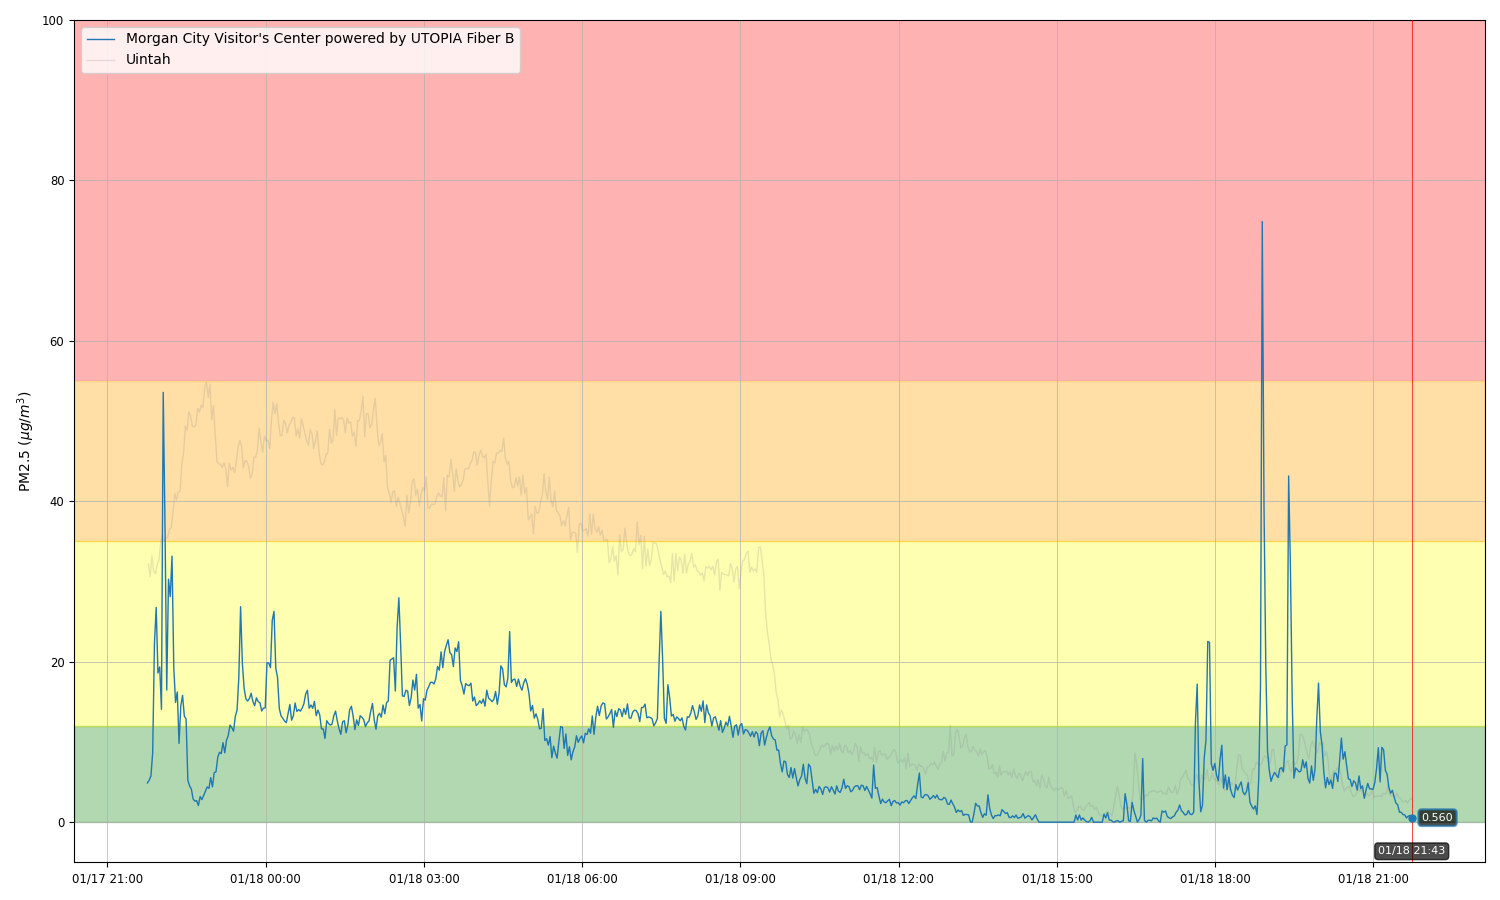 100
Morgan City Visitor's Center powered by UTOPIA Fiber B
Uintah
80
60
PM2.5 (μg/m³)
40
20
0
0.560
01/18 21:43
01/17 21:00 01/18 00:00 01/18 03:00 01/18 06:00 01/18 09:00 01/18 12:00 01/18 15:00 01/18 18:00 01/18 21:00